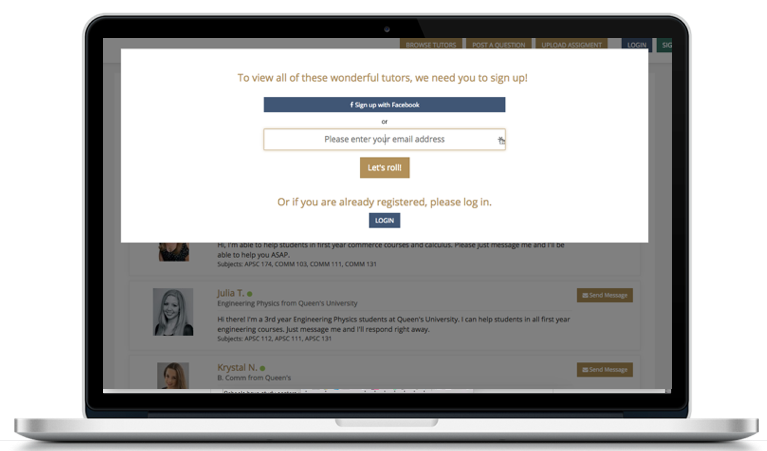 BROWSE TUTORS POST A QUESTION UPLOAD ASSIGMENT LOGIN SIG
To view all of these wonderful tutors, we need you to sign up!
f Sign up with Facebook
or
Please enter your email address
Let's roll!
Or if you are already registered, please log in.
LOGIN
Hi, I'm able to help students in first year commerce courses and calculus. Please just message me and I'll be
able to help you ASAP.
Subjects: APSC 174, COMM 103, COMM 111, COMM 131
Julia T.
Send Message
Engineering Physics from Queen's University
Hi there! I'm a 3rd year Engineering Physics students at Queen's University. I can help students in all first year
engineering courses. Just message me and I'll respond right away.
Subjects: APSC 112, APSC 111, APSC 131
Krystal N.
Send Message
B. Comm from Queen's